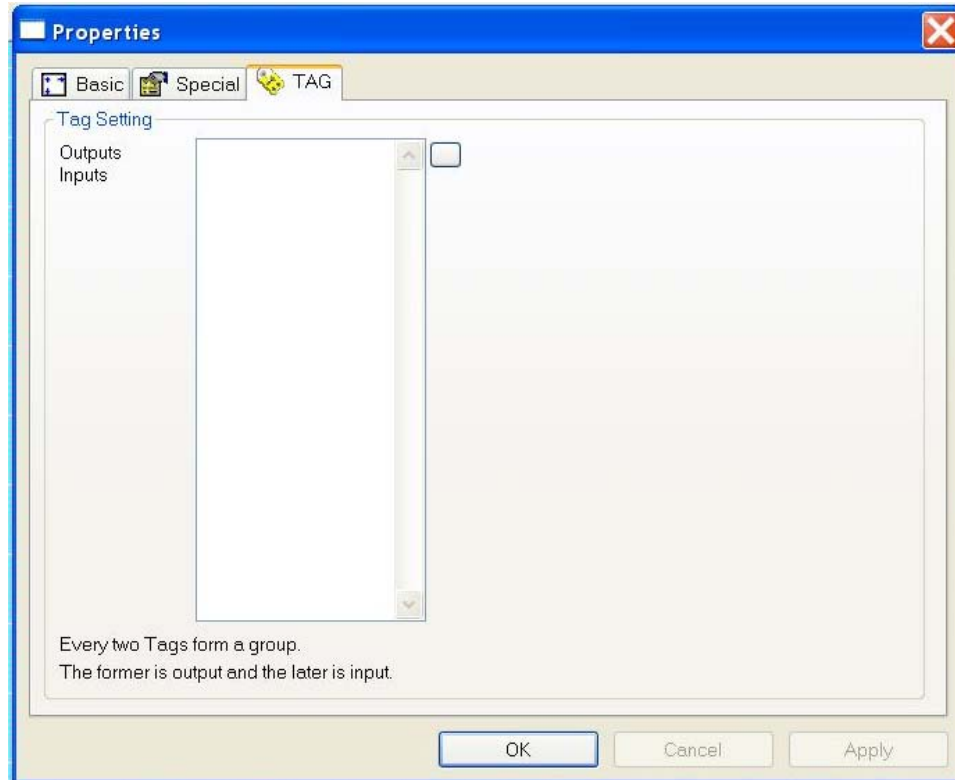 Properties
Basic Special TAG
Tag Setting
Outputs
Inputs
Every two Tags form a group.
The former is output and the later is input.
OK Cancel Apply